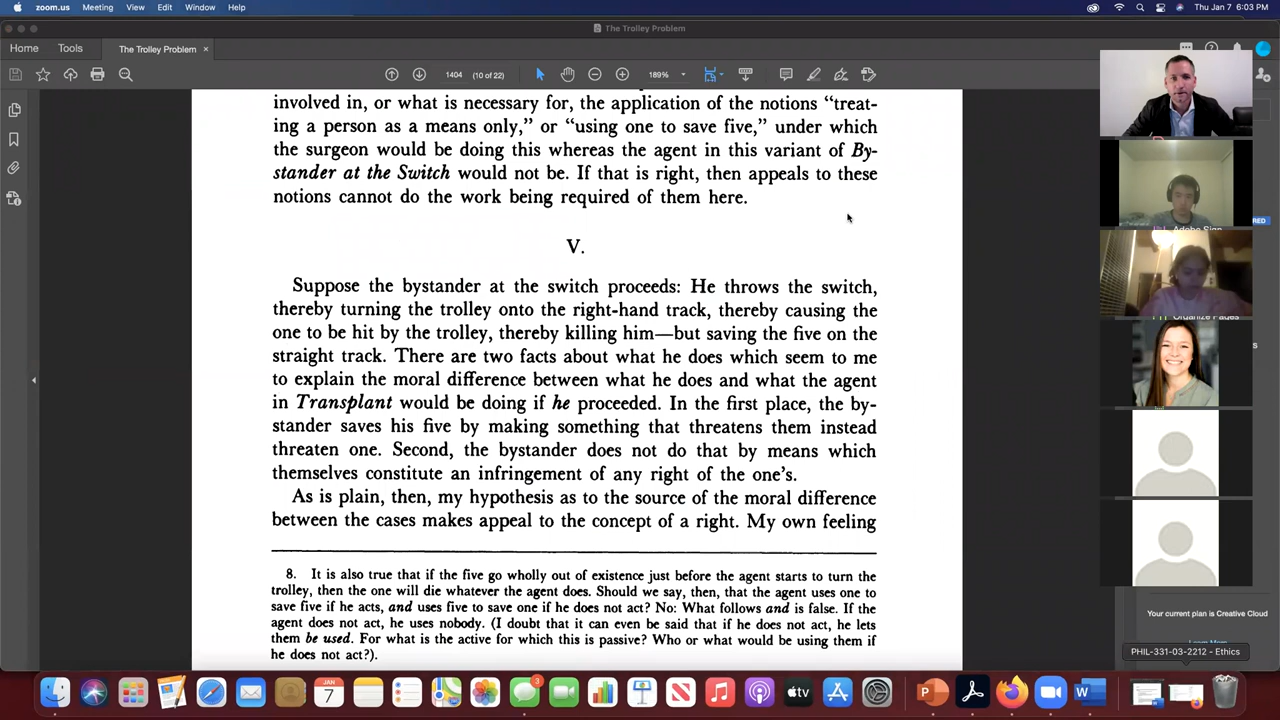 zoom.us Meeting View Edit Window Help Thu Jan 7 6:03 PM
The Trolley Problem
Home Tools The Trolley Problem ×
1404 (10 of 22) 189%
involved in, or what is necessary for, the application of the notions “treat-
ing a person as a means only,” or “using one to save five,” under which
the surgeon would be doing this whereas the agent in this variant of By-
stander at the Switch would not be. If that is right, then appeals to these
notions cannot do the work being required of them here.
V.
Suppose the bystander at the switch proceeds: He throws the switch,
thereby turning the trolley onto the right-hand track, thereby causing the
one to be hit by the trolley, thereby killing him—but saving the five on the
straight track. There are two facts about what he does which seem to me
to explain the moral difference between what he does and what the agent
in Transplant would be doing if he proceeded. In the first place, the by-
stander saves his five by making something that threatens them instead
threaten one. Second, the bystander does not do that by means which
themselves constitute an infringement of any right of the one’s.
As is plain, then, my hypothesis as to the source of the moral difference
between the cases makes appeal to the concept of a right. My own feeling
8. It is also true that if the five go wholly out of existence just before the agent starts to turn the
trolley, then the one will die whatever the agent does. Should we say, then, that the agent uses one to
save five if he acts, and uses five to save one if he does not act? No: What follows and is false. If the
agent does not act, he uses nobody. (I doubt that it can even be said that if he does not act, he lets
them be used. For what is the active for which this is passive? Who or what would be using them if
he does not act?).
Adobe Sign
Organize Pages
Your current plan is Creative Cloud
Learn More
PHIL-331-03-2212 - Ethics
JAN
7
3